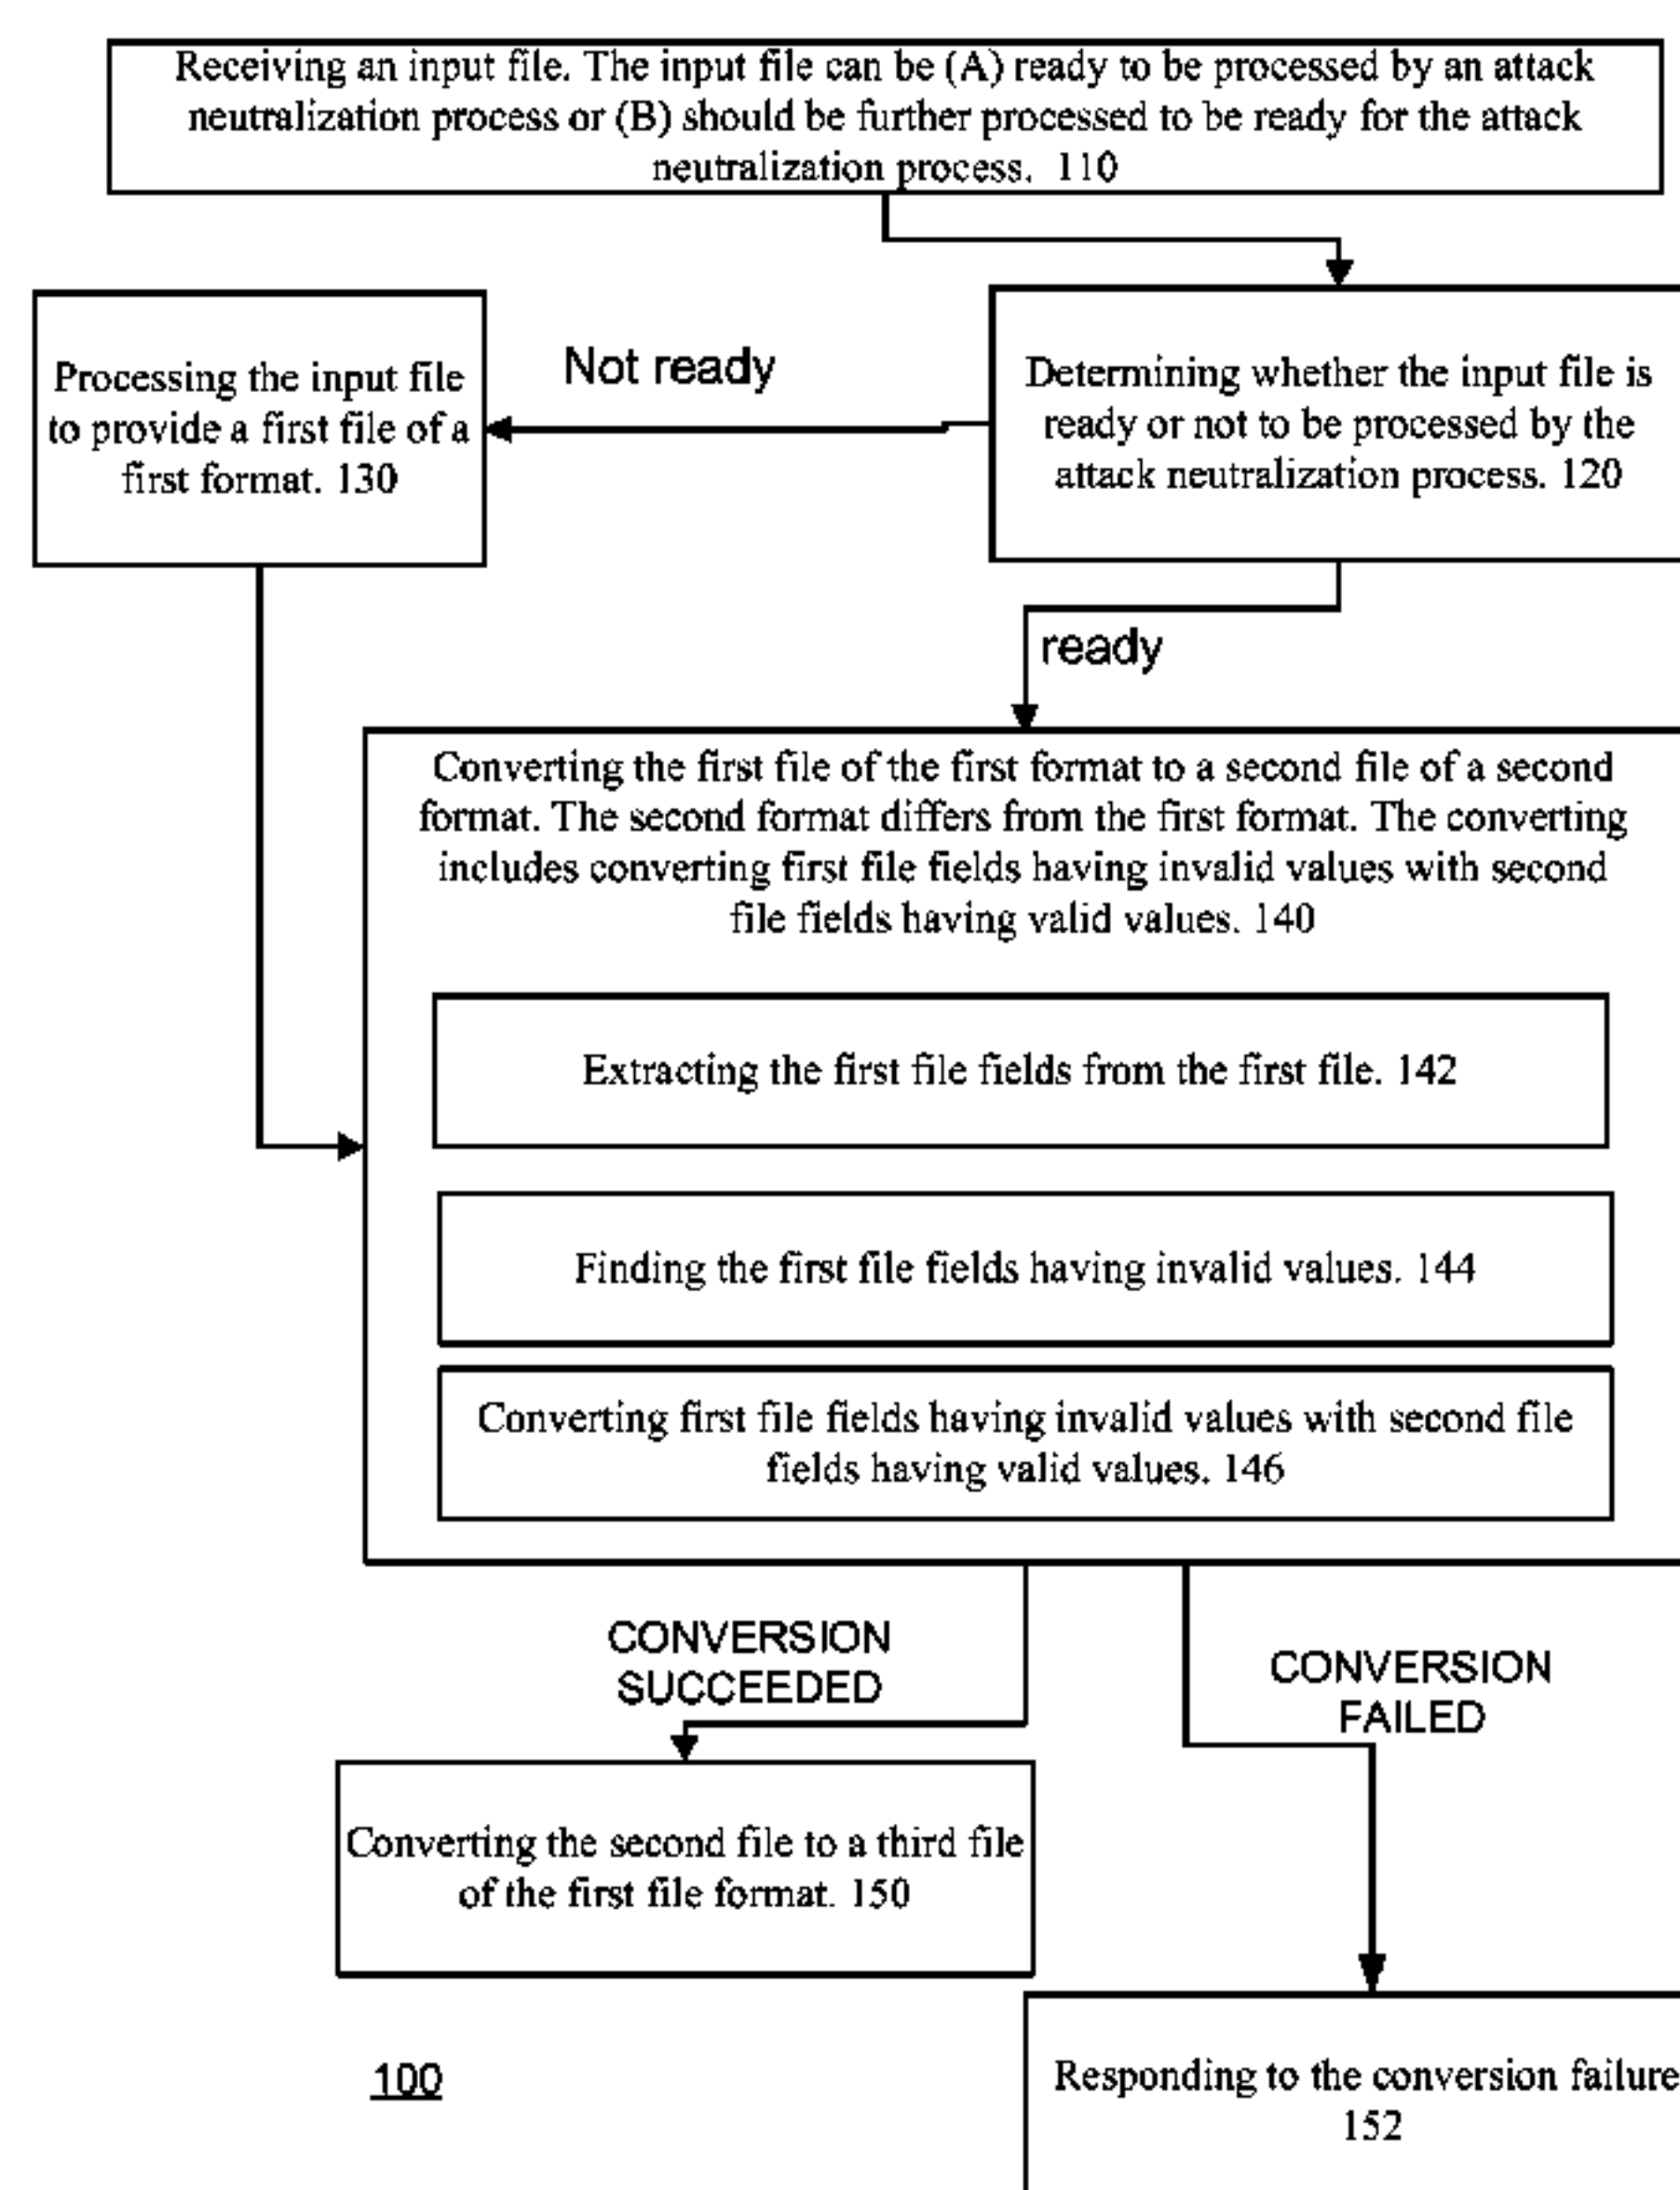 Receiving an input file. The input file can be (A) ready to be processed by an attack
neutralization process or (B) should be further processed to be ready for the attack
neutralization process. 110
Not ready
Processing the input file
to provide a first file of a
first format. 130
Determining whether the input file is
ready or not to be processed by the
attack neutralization process. 120
ready
Converting the first file of the first format to a second file of a second
format. The second format differs from the first format. The converting
includes converting first file fields having invalid values with second
file fields having valid values. 140
Extracting the first file fields from the first file. 142
Finding the first file fields having invalid values. 144
Converting first file fields having invalid values with second file
fields having valid values. 146
CONVERSION
SUCCEEDED
CONVERSION
FAILED
Converting the second file to a third file
of the first file format. 150
100
Responding to the conversion failure
152